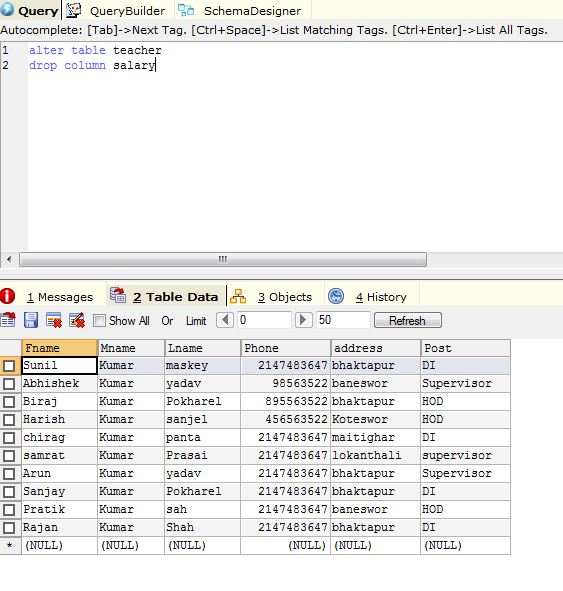 Query QueryBuilder SchemaDesigner
Autocomplete: [Tab]->Next Tag. [Ctrl+Space]->List Matching Tags. [Ctrl+Enter]->List All Tags.
1 alter table teacher
2 drop column salary
1 Messages 2 Table Data 3 Objects 4 History
Show All Or Limit 0 50 Refresh
Fname Mname Lname Phone address Post
Sunil Kumar maskey 2147483647 bhaktapur DI
Abhishek Kumar yadav 98563522 baneswor Supervisor
Biraj Kumar Pokharel 895563522 bhaktapur HOD
Harish Kumar sanjel 456563522 Koteswor HOD
chirag Kumar panta 2147483647 maitighar DI
samrat Kumar Prasai 2147483647 lokanthali supervisor
Arun Kumar yadav 2147483647 bhaktapur Supervisor
Sanjay Kumar Pokharel 2147483647 bhaktapur DI
Pratik Kumar sah 2147483647 baneswor HOD
Rajan Kumar Shah 2147483647 bhaktapur DI
* (NULL) (NULL) (NULL) (NULL) (NULL) (NULL)